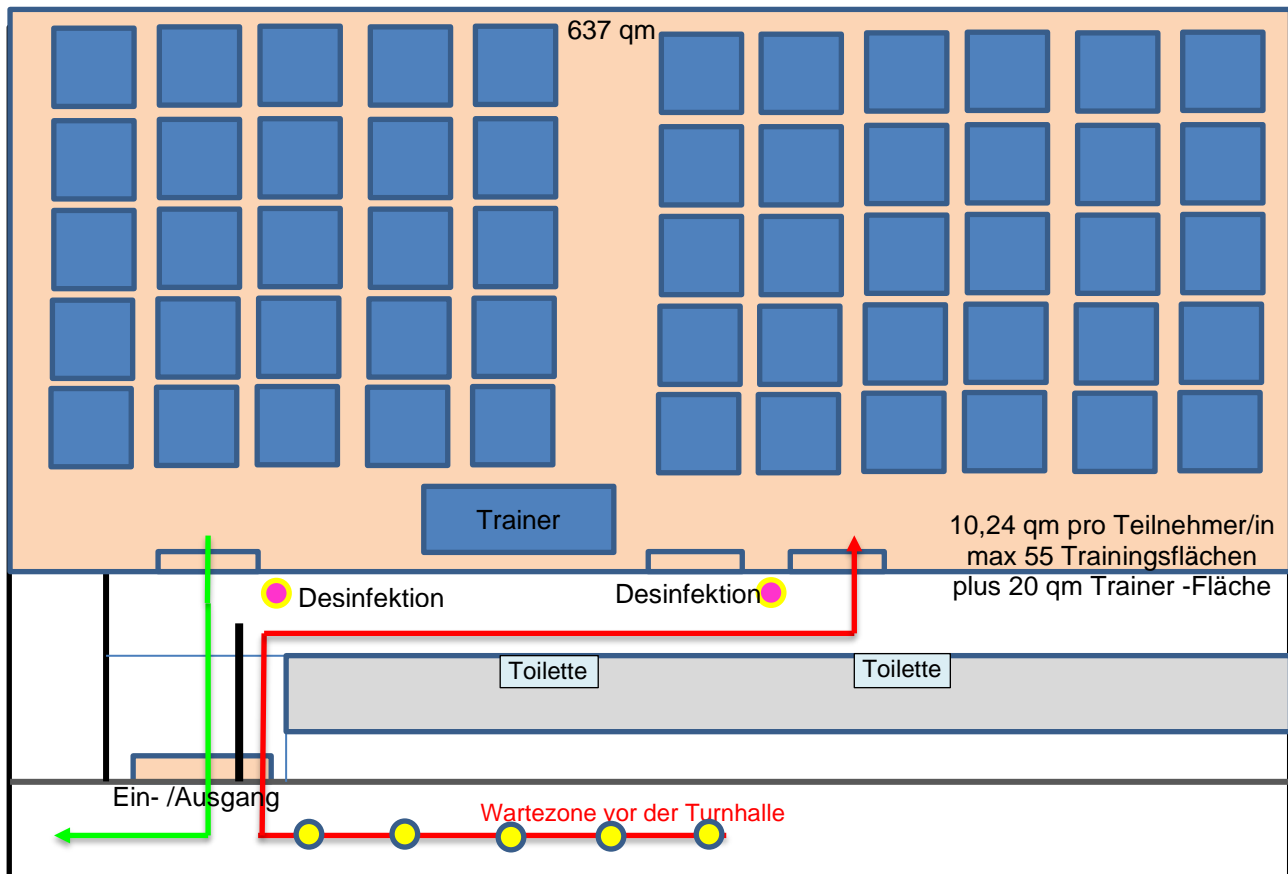 637 qm
Trainer
10,24 qm pro Teilnehmer/in
max 55 Trainingsflächen
plus 20 qm Trainer -Fläche
Desinfektion
Desinfektion
Toilette
Toilette
Ein- /Ausgang
Wartezone vor der Turnhalle